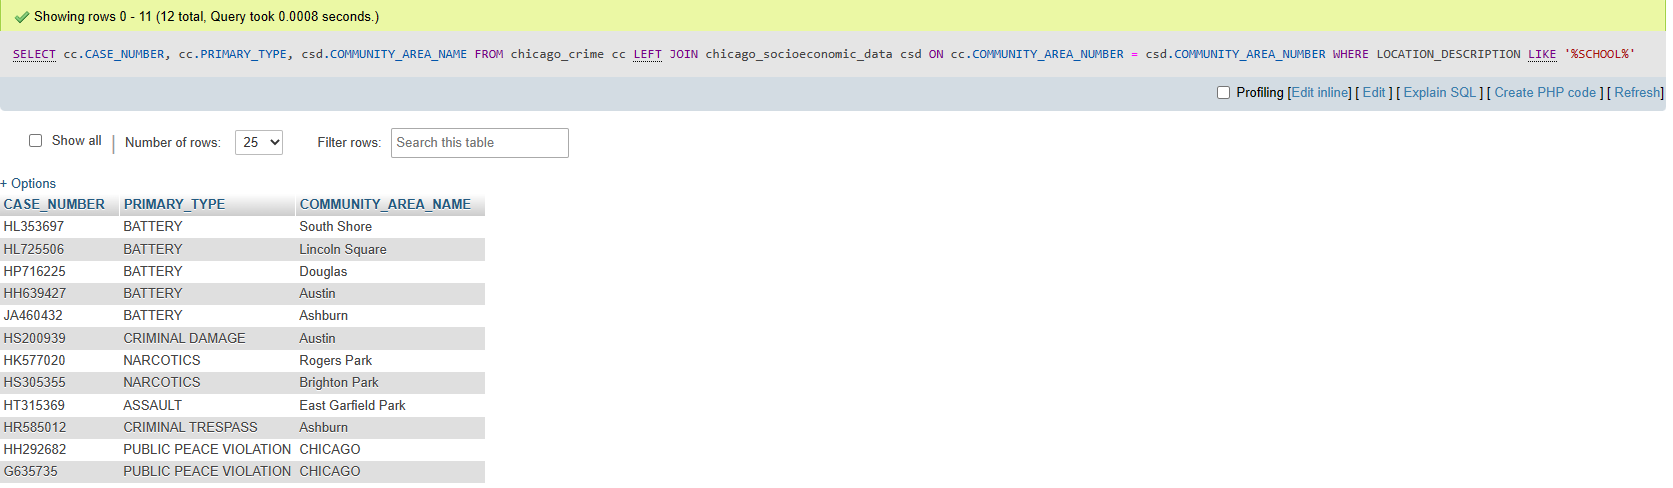 Showing rows 0 - 11 (12 total, Query took 0.0008 seconds.)
SELECT cc.CASE_NUMBER, cc.PRIMARY_TYPE, csd.COMMUNITY_AREA_NAME FROM chicago_crime cc LEFT JOIN chicago_socioeconomic_data csd ON cc.COMMUNITY_AREA_NUMBER = csd.COMMUNITY_AREA_NUMBER WHERE LOCATION_DESCRIPTION LIKE '%SCHOOL%'
Profiling [Edit inline] [ Edit ] [ Explain SQL ] [ Create PHP code ] [ Refresh]
Show all | Number of rows: 25 Filter rows: Search this table
+ Options
CASE_NUMBER PRIMARY_TYPE COMMUNITY_AREA_NAME
HL353697 BATTERY South Shore
HL725506 BATTERY Lincoln Square
HP716225 BATTERY Douglas
HH639427 BATTERY Austin
JA460432 BATTERY Ashburn
HS200939 CRIMINAL DAMAGE Austin
HK577020 NARCOTICS Rogers Park
HS305355 NARCOTICS Brighton Park
HT315369 ASSAULT East Garfield Park
HR585012 CRIMINAL TRESPASS Ashburn
HH292682 PUBLIC PEACE VIOLATION CHICAGO
G635735 PUBLIC PEACE VIOLATION CHICAGO